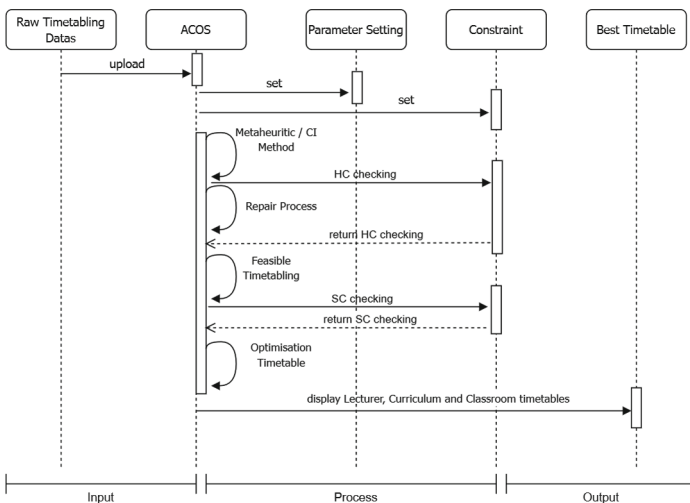 Raw Timetabling
Datas
ACOS
Parameter Setting
Constraint
Best Timetable
upload
set
set
Metaheuritic / CI
Method
HC checking
Repair Process
return HC checking
Feasible
Timetabling
SC checking
return SC checking
Optimisation
Timetable
display Lecturer, Curriculum and Classroom timetables
Input
Process
Output